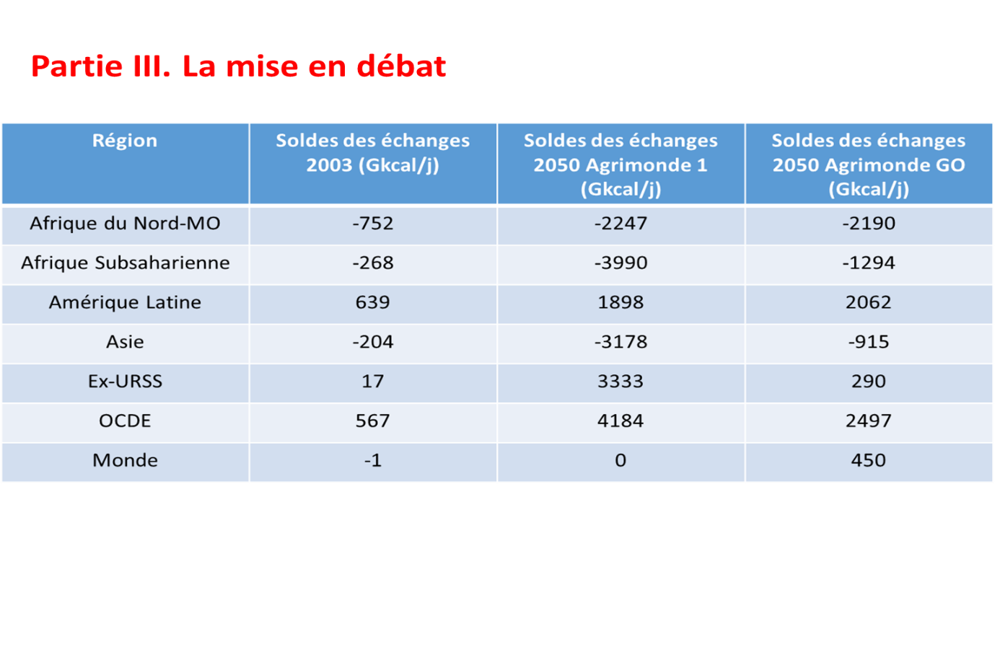 Partie III. La mise en débat
Région
Soldes des échanges
2003 (Gkcal/j)
Soldes des échanges
2050 Agrimonde 1
(Gkcal/j)
Soldes des échanges
2050 Agrimonde GO
(Gkcal/j)
Afrique du Nord-MO -752 -2247 -2190
Afrique Subsaharienne -268 -3990 -1294
Amérique Latine 639 1898 2062
Asie -204 -3178 -915
Ex-URSS 17 3333 290
OCDE 567 4184 2497
Monde -1 0 450